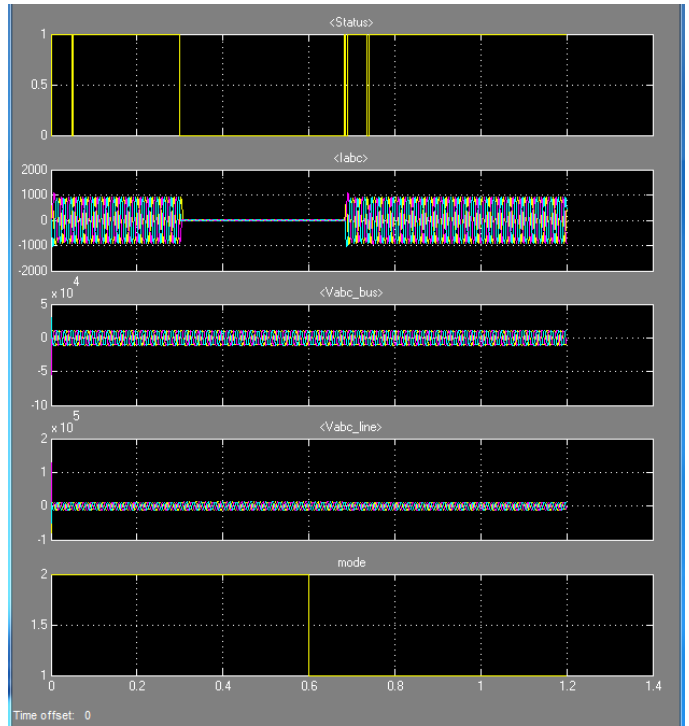 <Status>
1
0.5
0
<Iabc>
2000
1000
0
-1000
-2000
x 10 4
<Vabc_bus>
5
0
-5
-10
x 10 5
<Vabc_line>
2
1
0
-1
mode
2
1.5
1
0 0.2 0.4 0.6 0.8 1 1.2 1.4
Time offset: 0